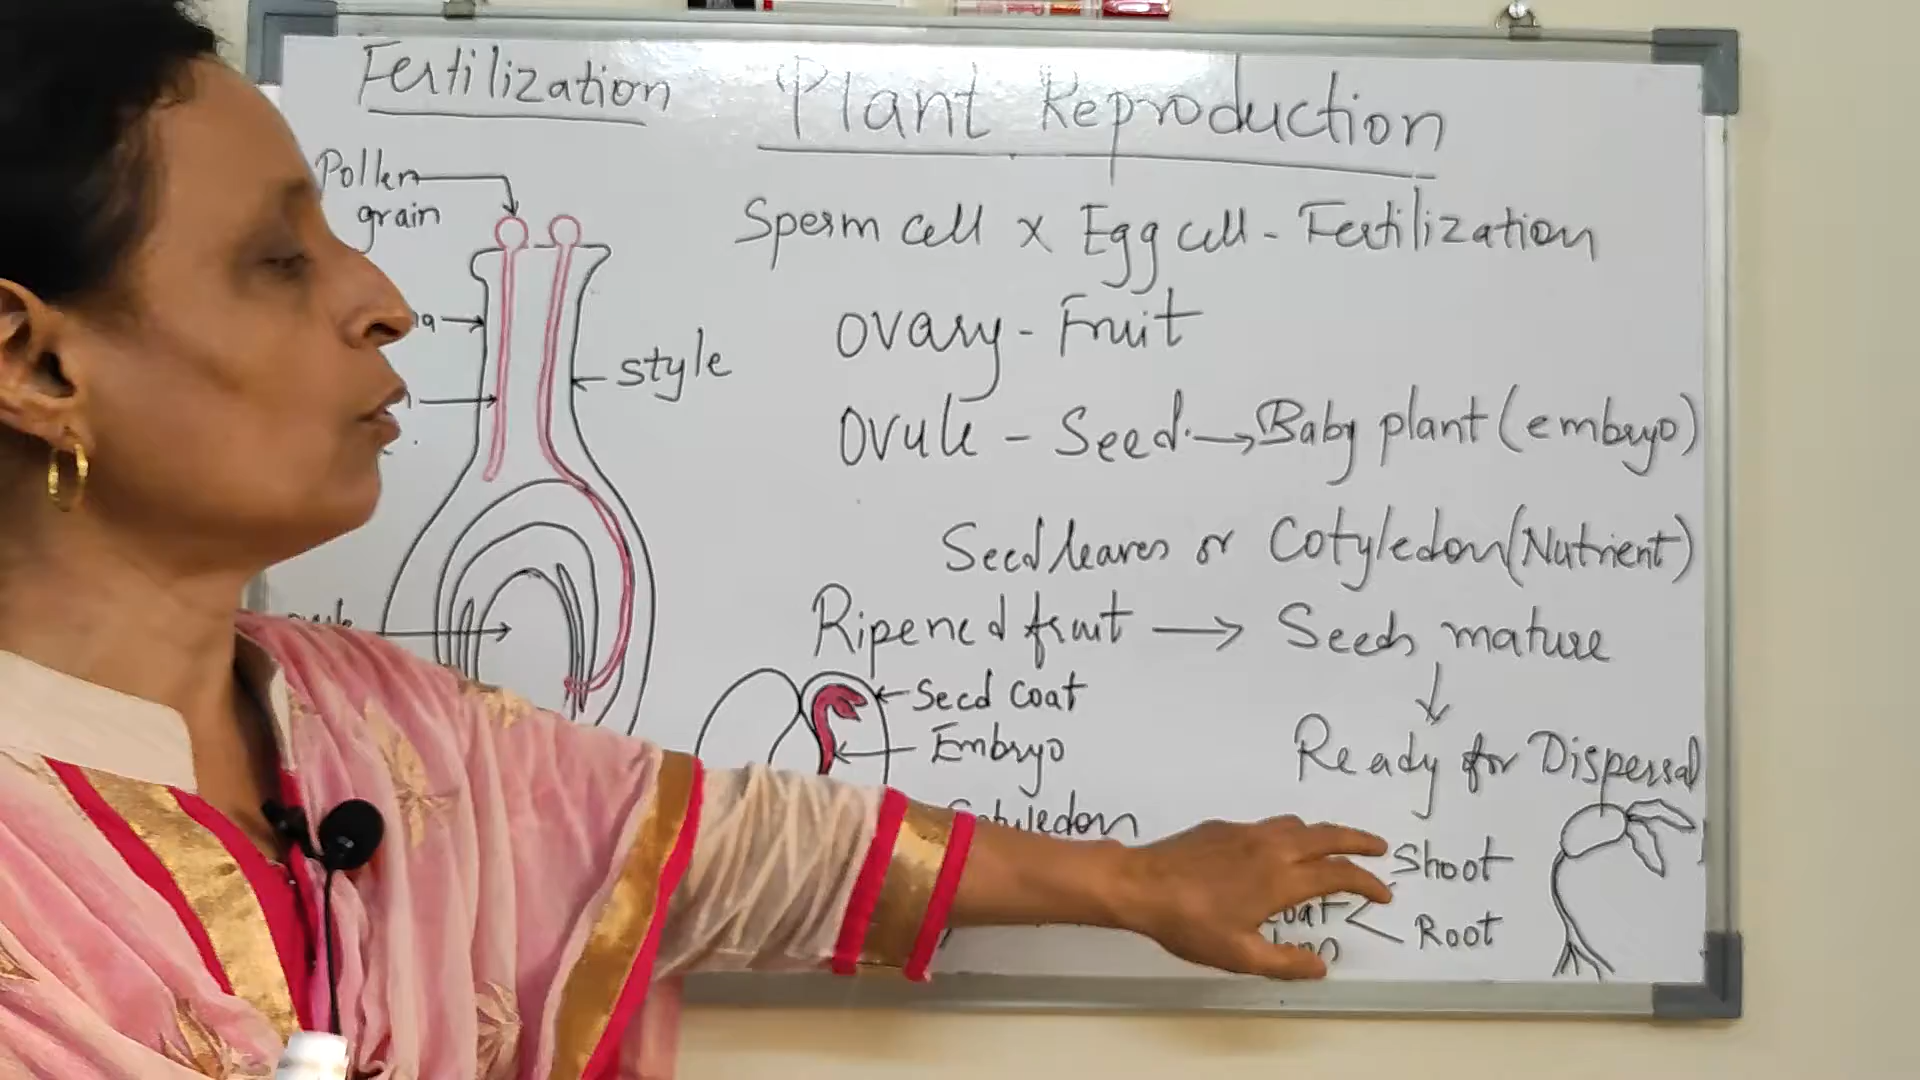 Fertilization
Plant Reproduction
Pollen
grain
style
Sperm cell x Egg cell - Fertilization
Ovary - Fruit
Ovule - Seed → Baby plant (embryo)
Seed leaves or Cotyledon (Nutrient)
Ripened fruit → Seeds mature
Seed Coat
Embryo
Ready for Dispersal
Shoot
Root